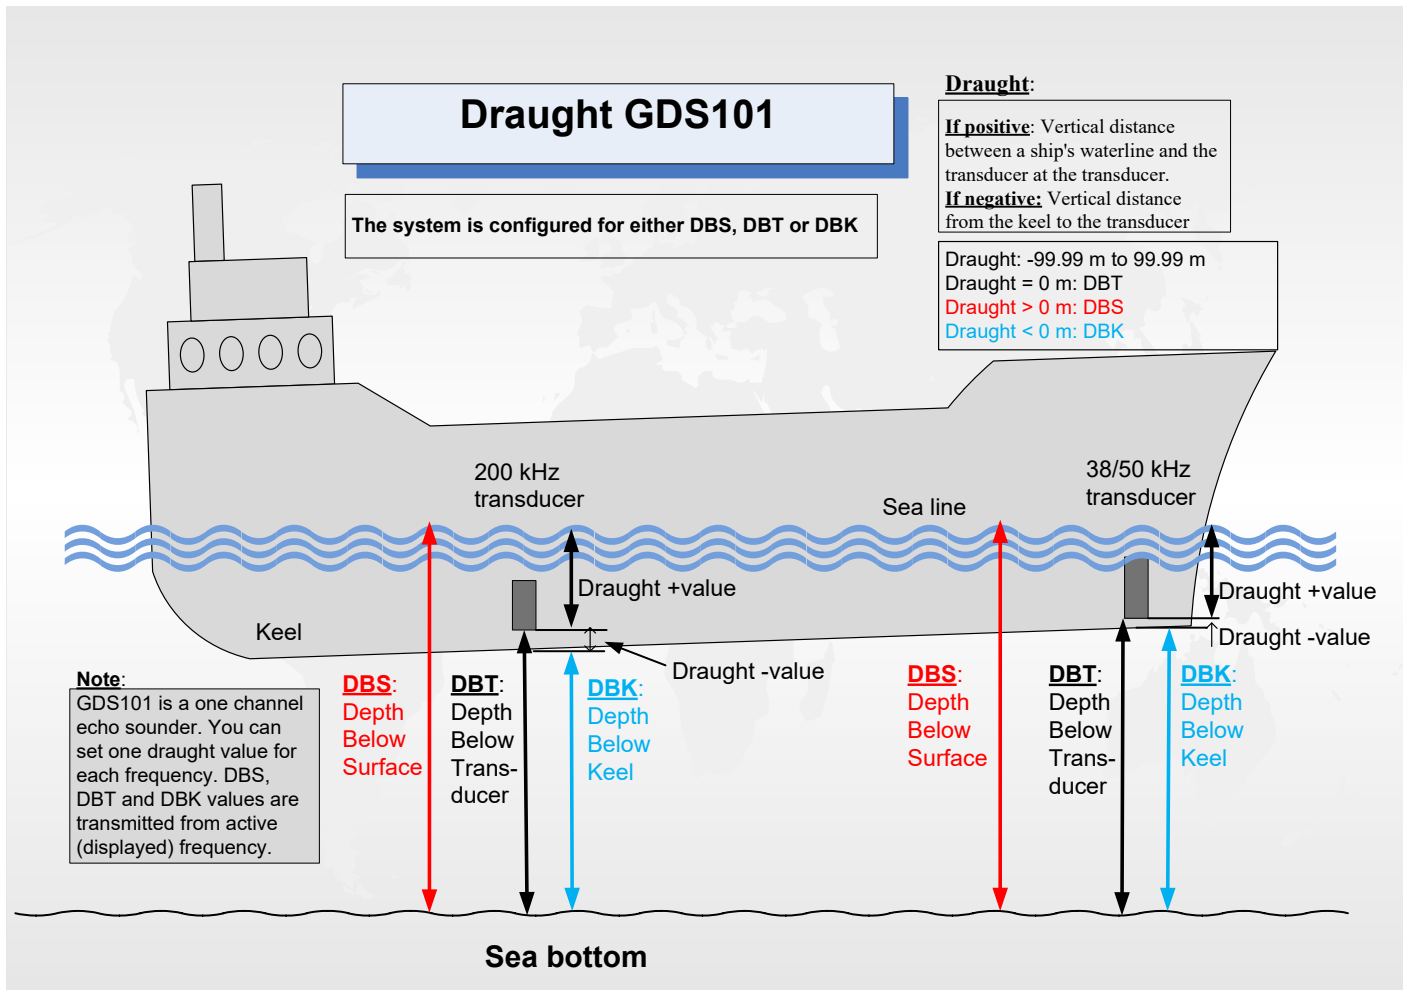 Draught GDS101
The system is configured for either DBS, DBT or DBK
Draught:
If positive: Vertical distance
between a ship's waterline and the
transducer at the transducer.
If negative: Vertical distance
from the keel to the transducer
Draught: -99.99 m to 99.99 m
Draught = 0 m: DBT
Draught > 0 m: DBS
Draught < 0 m: DBK
200 kHz
transducer
Sea line
38/50 kHz
transducer
Draught +value
Draught -value
Draught +value
Draught -value
Keel
Note:
GDS101 is a one channel
echo sounder. You can
set one draught value for
each frequency. DBS,
DBT and DBK values are
transmitted from active
(displayed) frequency.
DBS:
Depth
Below
Surface
DBT:
Depth
Below
Trans-
ducer
DBK:
Depth
Below
Keel
DBS:
Depth
Below
Surface
DBT:
Depth
Below
Trans-
ducer
DBK:
Depth
Below
Keel
Sea bottom